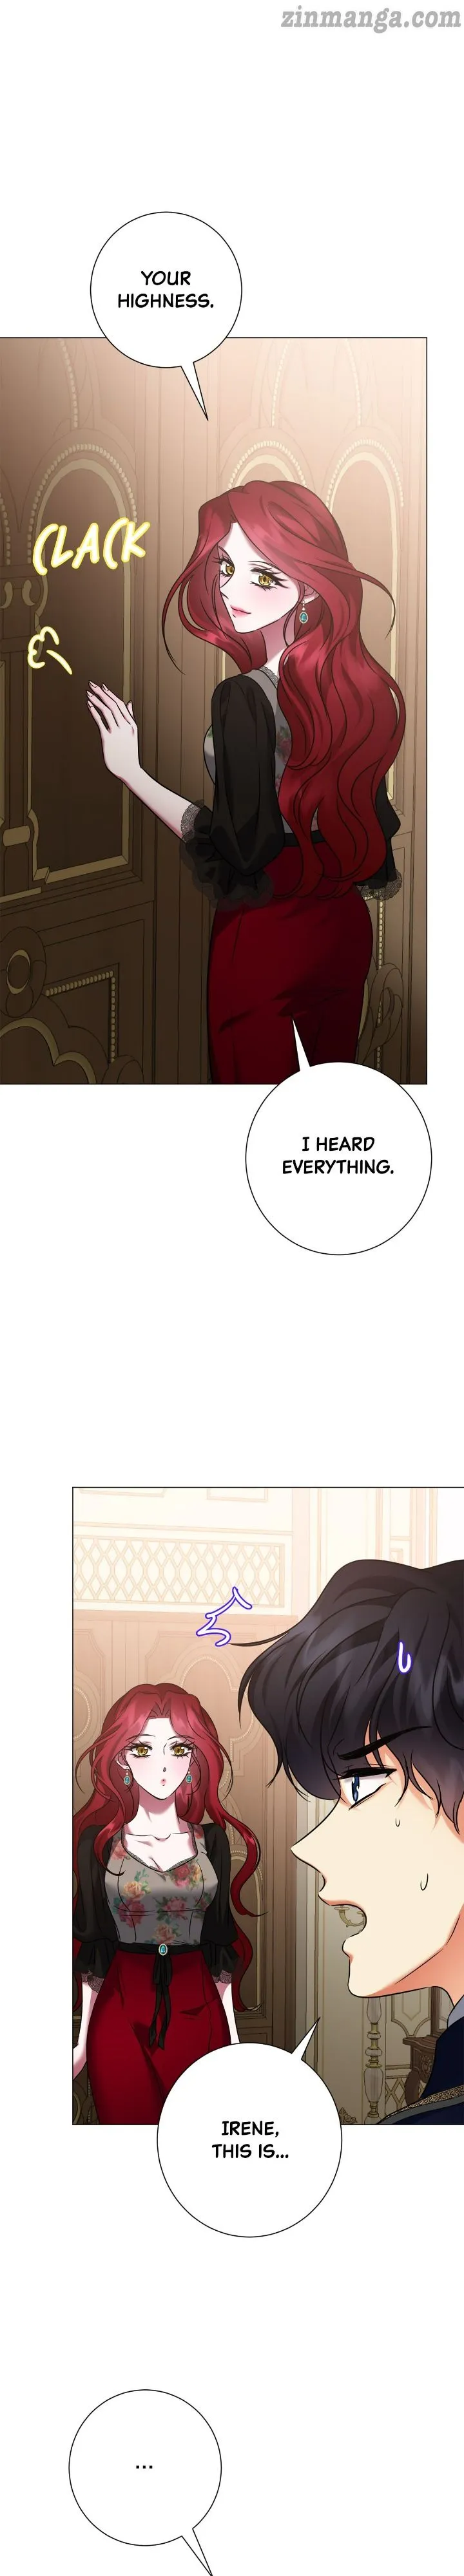 zinmanga.com
YOUR
HIGHNESS.
CLACK
I HEARD
EVERYTHING.
IRENE,
THIS IS...
...